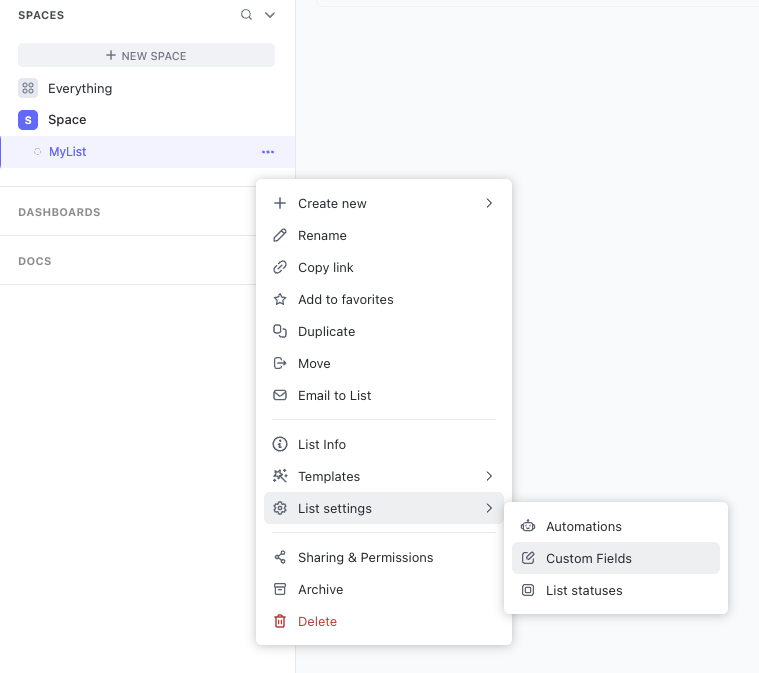 SPACES
NEW SPACE
Everything
S Space
MyList
DASHBOARDS
DOCS
Create new
Rename
Copy link
Add to favorites
Duplicate
Move
Email to List
List Info
Templates
List settings
Sharing & Permissions
Archive
Delete
Automations
Custom Fields
List statuses